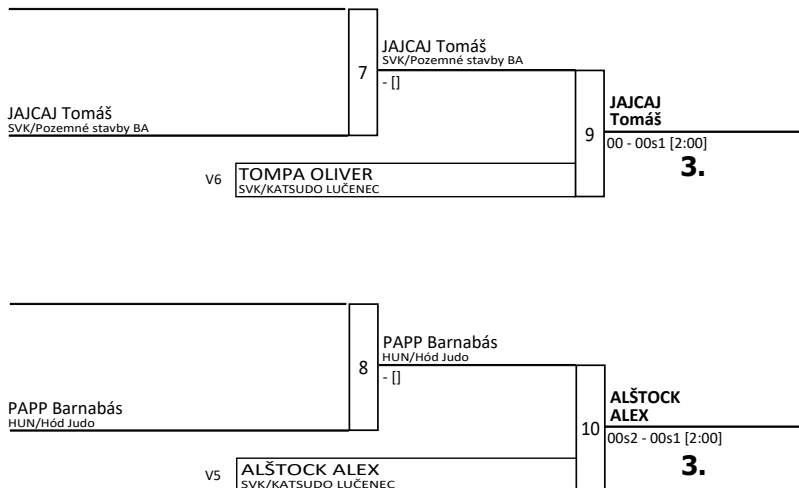 JAJCAJ Tomáš
SVK/Pozemné stavby BA
7
- []
JAJCAJ Tomáš
SVK/Pozemné stavby BA
9
JAJCAJ
Tomáš
00 - 00s1 [2:00]
3.
V6
TOMPA OLIVER
SVK/KATSUDO LUČENEC
PAPP Barnabás
HUN/Hód Judo
8
- []
PAPP Barnabás
HUN/Hód Judo
10
ALŠTOCK
ALEX
00s2 - 00s1 [2:00]
3.
V5
ALŠTOCK ALEX
SVK/KATSUDO LUČENEC